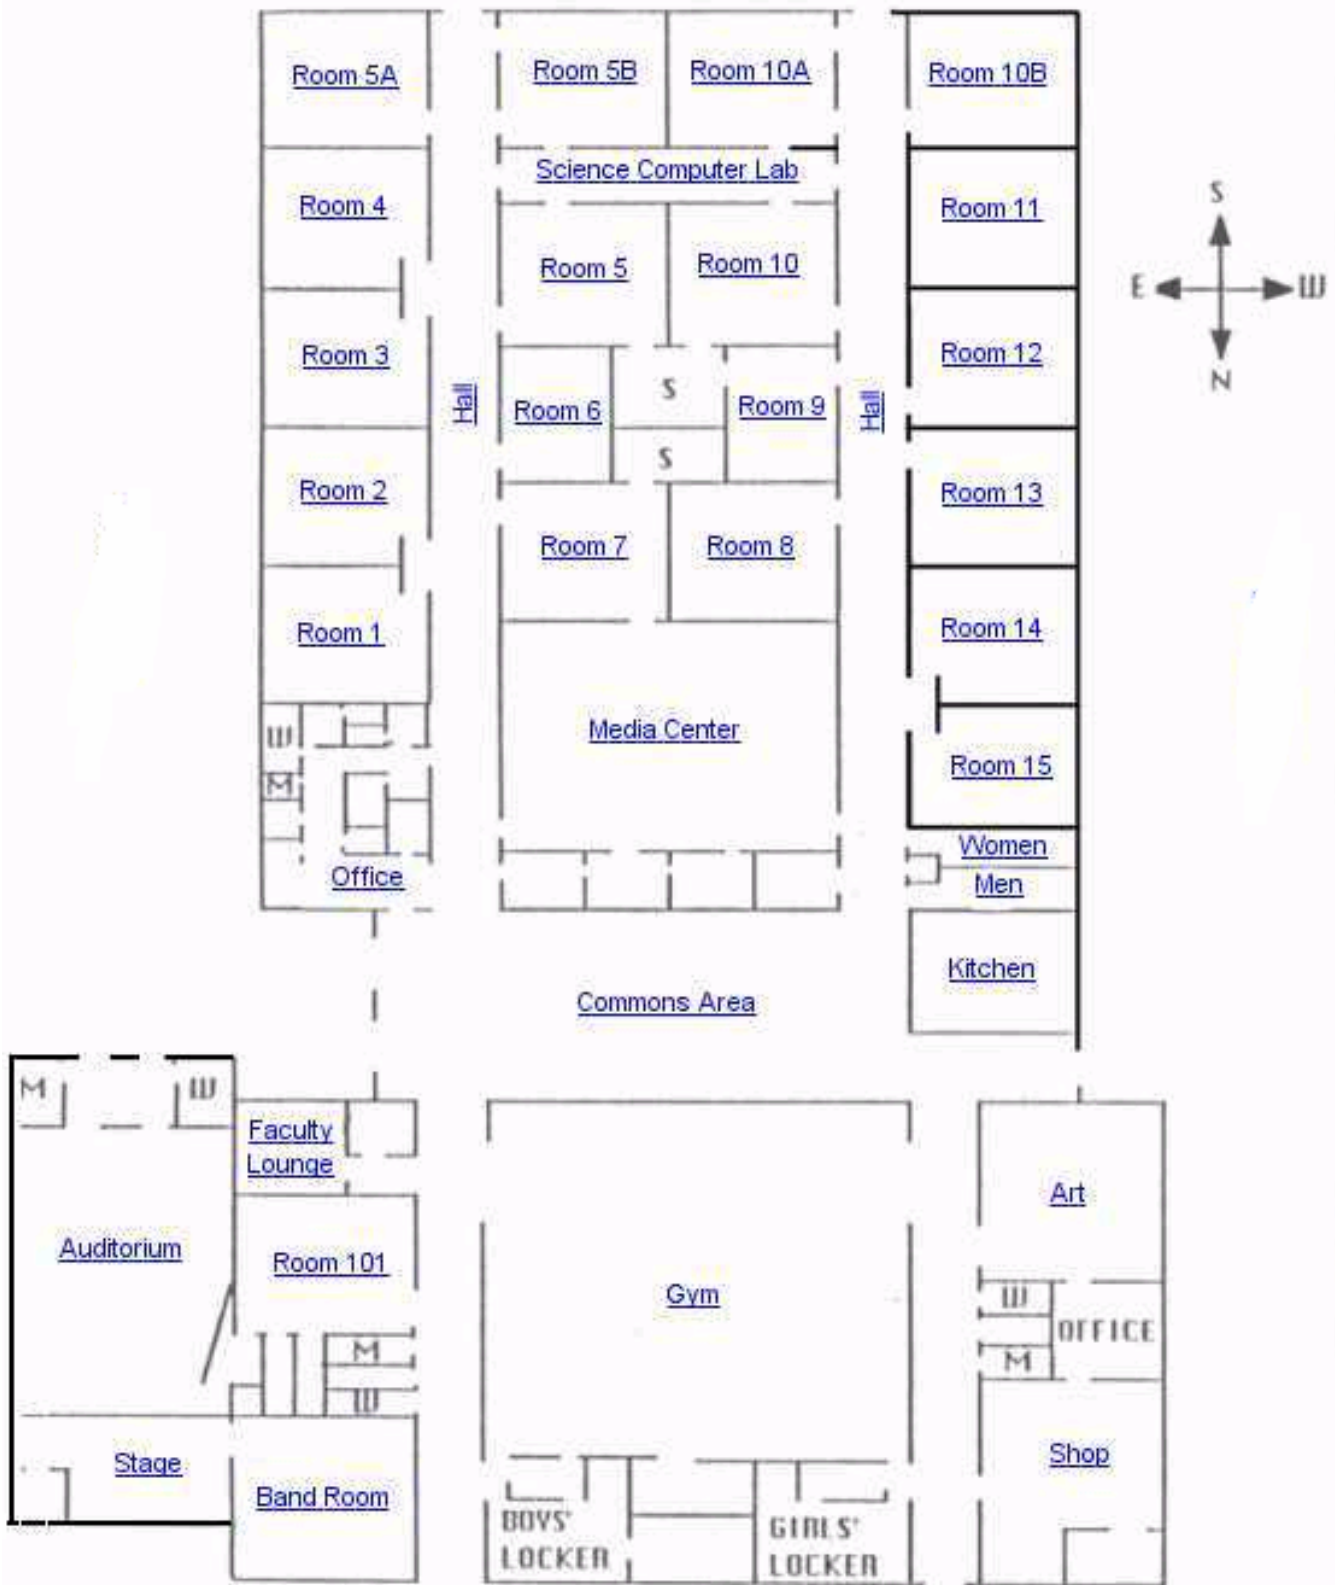 Room 5A
Room 5B
Room 10A
Room 10B
Science Computer Lab
Room 4
Room 11
S
Room 5
Room 10
E
W
Room 3
Room 12
N
Hall
S
Hall
Room 6
Room 9
S
Room 2
Room 13
Room 7
Room 8
Room 1
Room 14
W
Media Center
M
Room 15
Women
Office
Men
Kitchen
Commons Area
M
W
Faculty
Lounge
Art
Auditorium
Room 101
Gym
W
OFFICE
M
M
W
Stage
Shop
Band Room
BOYS'
LOCKER
GIRLS'
LOCKER